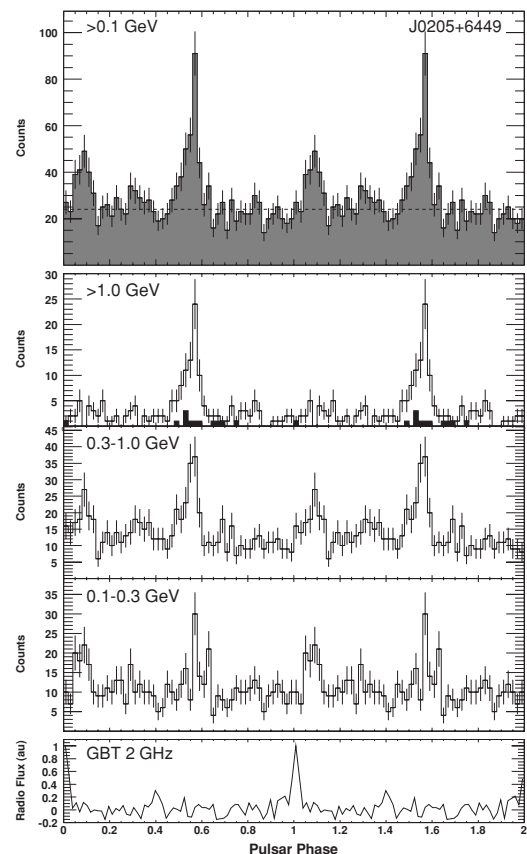 >0.1 GeV J0205+6449
100
80
60
40
20
Counts
>1.0 GeV
30
25
20
15
10
5
Counts
0.3-1.0 GeV
45
40
35
30
25
20
15
10
5
Counts
0.1-0.3 GeV
35
30
25
20
15
10
5
Counts
GBT 2 GHz
1
0.8
0.6
0.4
0.2
0
-0.2
Radio Flux (au)
0 0.2 0.4 0.6 0.8 1 1.2 1.4 1.6 1.8 2
Pulsar Phase